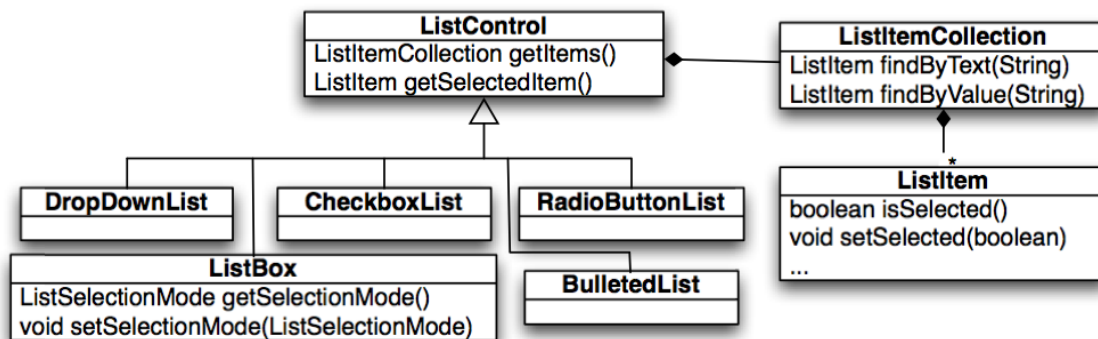 ListControl
ListItemCollection getItems()
ListItem getSelectedItem()
ListItemCollection
ListItem findByText(String)
ListItem findByValue(String)
*
ListItem
boolean isSelected()
void setSelected(boolean)
...
DropDownList
CheckboxList
RadioButtonList
ListBox
ListSelectionMode getSelectionMode()
void setSelectionMode(ListSelectionMode)
BulletedList